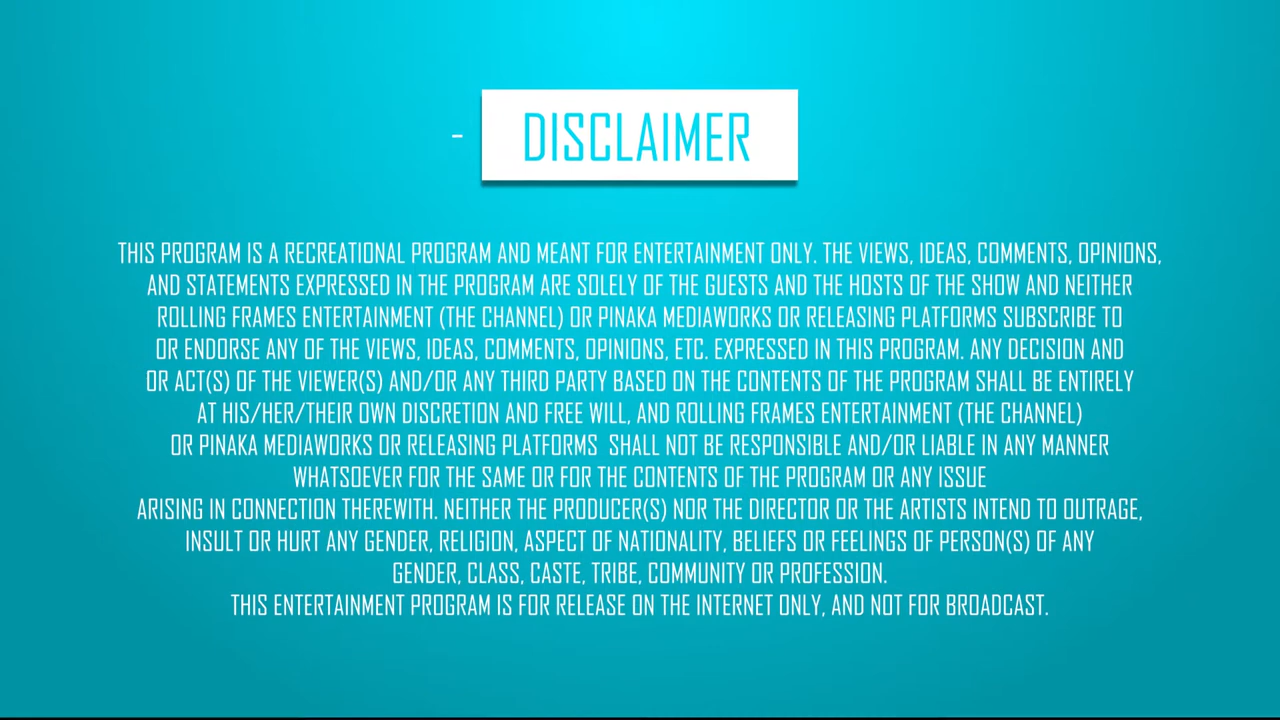 - DISCLAIMER
THIS PROGRAM IS A RECREATIONAL PROGRAM AND MEANT FOR ENTERTAINMENT ONLY. THE VIEWS, IDEAS, COMMENTS, OPINIONS,
AND STATEMENTS EXPRESSED IN THE PROGRAM ARE SOLELY OF THE GUESTS AND THE HOSTS OF THE SHOW AND NEITHER
ROLLING FRAMES ENTERTAINMENT (THE CHANNEL) OR PINAKA MEDIAWORKS OR RELEASING PLATFORMS SUBSCRIBE TO
OR ENDORSE ANY OF THE VIEWS, IDEAS, COMMENTS, OPINIONS, ETC. EXPRESSED IN THIS PROGRAM. ANY DECISION AND
OR ACT(S) OF THE VIEWER(S) AND/OR ANY THIRD PARTY BASED ON THE CONTENTS OF THE PROGRAM SHALL BE ENTIRELY
AT HIS/HER/THEIR OWN DISCRETION AND FREE WILL, AND ROLLING FRAMES ENTERTAINMENT (THE CHANNEL)
OR PINAKA MEDIAWORKS OR RELEASING PLATFORMS  SHALL NOT BE RESPONSIBLE AND/OR LIABLE IN ANY MANNER
WHATSOEVER FOR THE SAME OR FOR THE CONTENTS OF THE PROGRAM OR ANY ISSUE
ARISING IN CONNECTION THEREWITH. NEITHER THE PRODUCER(S) NOR THE DIRECTOR OR THE ARTISTS INTEND TO OUTRAGE,
INSULT OR HURT ANY GENDER, RELIGION, ASPECT OF NATIONALITY, BELIEFS OR FEELINGS OF PERSON(S) OF ANY
GENDER, CLASS, CASTE, TRIBE, COMMUNITY OR PROFESSION.
THIS ENTERTAINMENT PROGRAM IS FOR RELEASE ON THE INTERNET ONLY, AND NOT FOR BROADCAST.